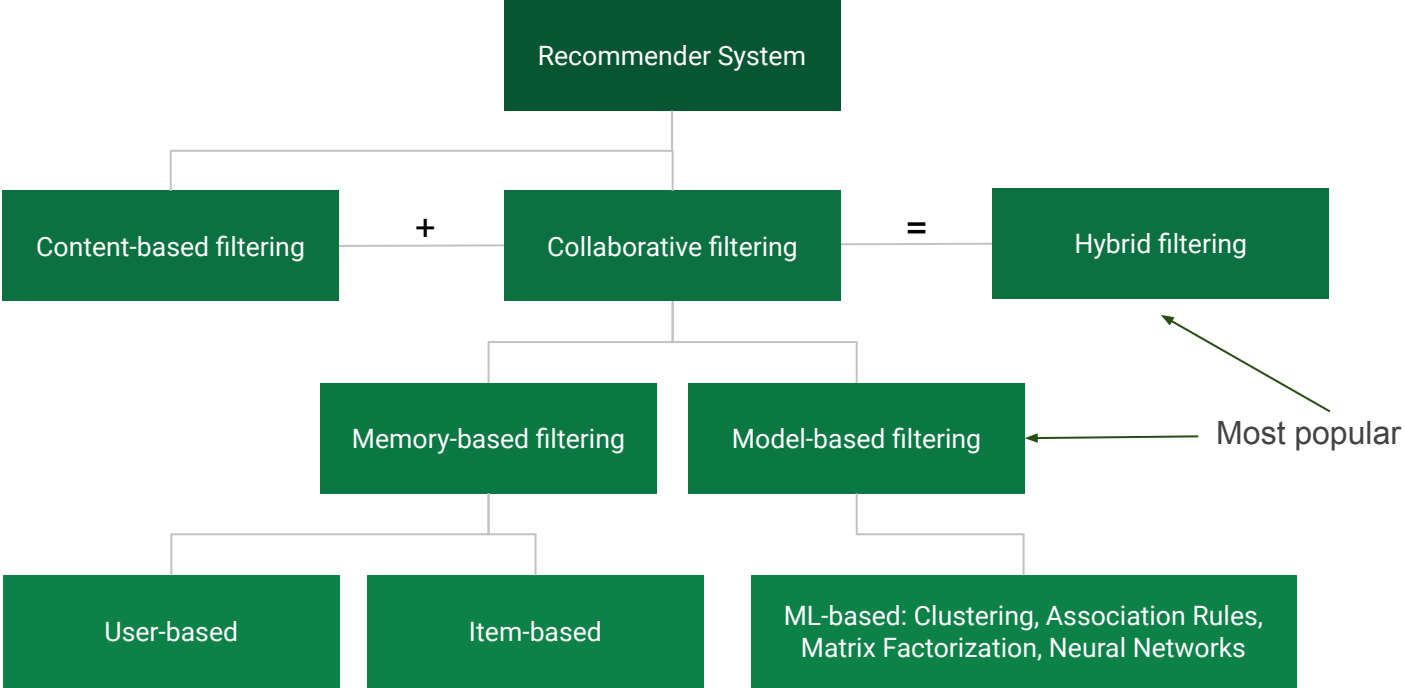 Recommender System
Content-based filtering
+
Collaborative filtering
=
Hybrid filtering
Memory-based filtering
Model-based filtering
Most popular
User-based
Item-based
ML-based: Clustering, Association Rules,
Matrix Factorization, Neural Networks